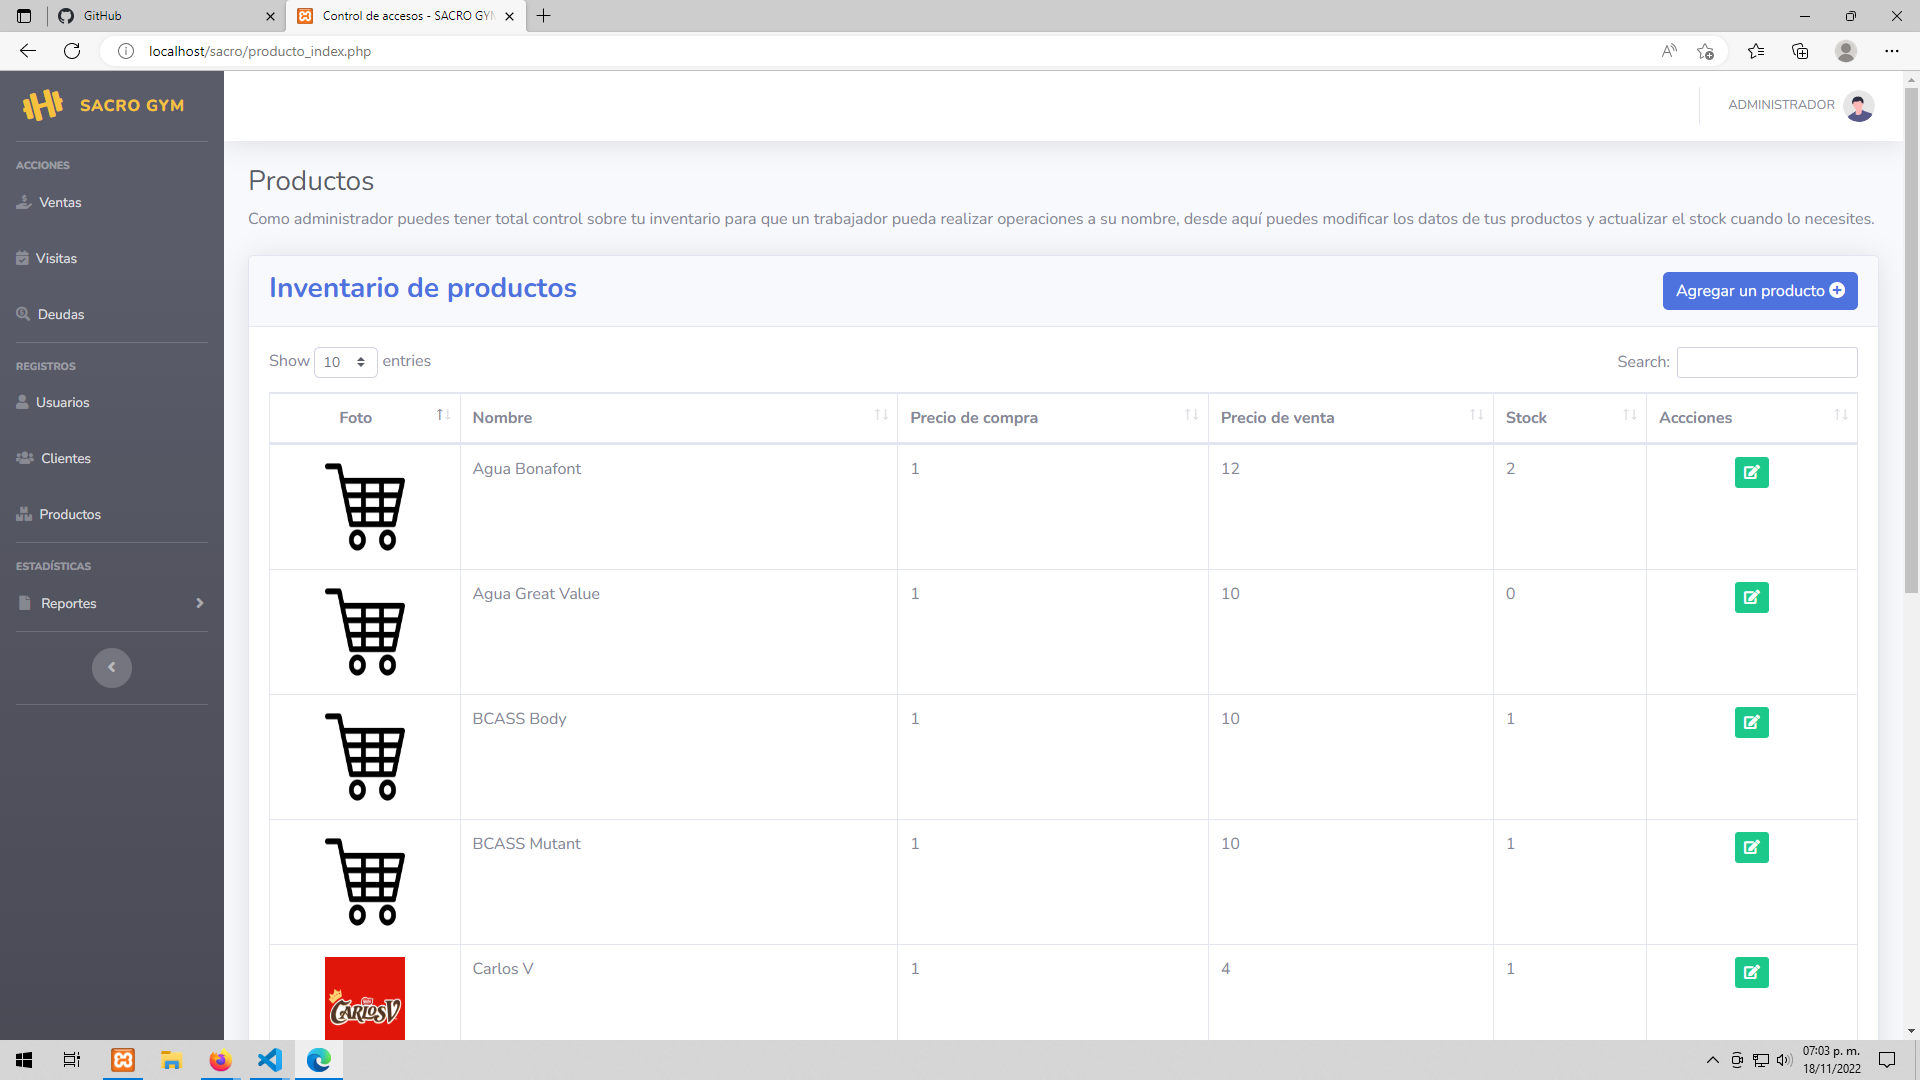 GitHub
Control de accesos - SACRO GYM
localhost/sacro/producto_index.php
SACRO GYM
ADMINISTRADOR
ACCIONES
Ventas
Visitas
Deudas
REGISTROS
Usuarios
Clientes
Productos
ESTADÍSTICAS
Reportes
Productos
Como administrador puedes tener total control sobre tu inventario para que un trabajador pueda realizar operaciones a su nombre, desde aquí puedes modificar los datos de tus productos y actualizar el stock cuando lo necesites.
Inventario de productos
Agregar un producto
Show 10 entries
Search:
Foto Nombre Precio de compra Precio de venta Stock Accciones
Agua Bonafont 1 12 2
Agua Great Value 1 10 0
BCASS Body 1 10 1
BCASS Mutant 1 10 1
Carlos V 1 4 1
CARLOS V
07:03 p. m.
18/11/2022